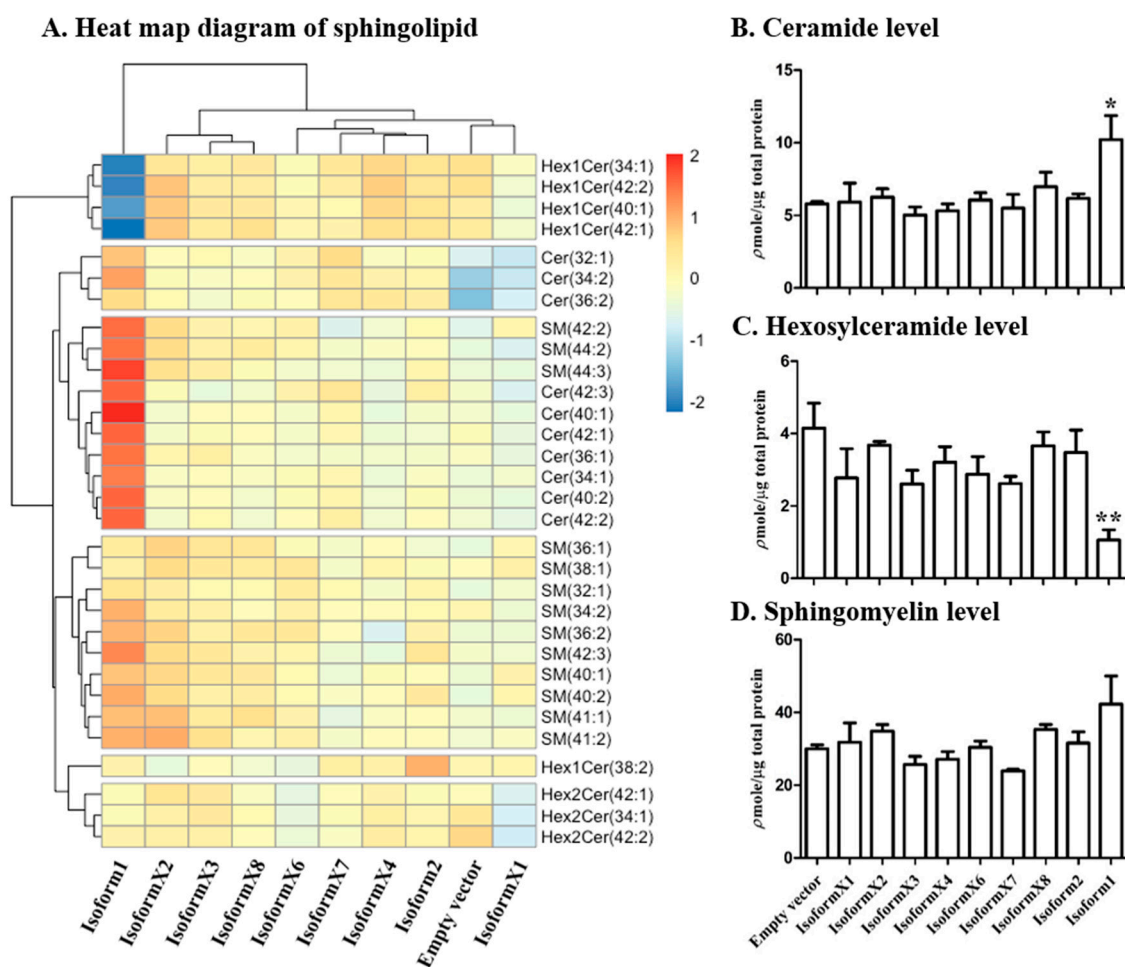 A. Heat map diagram of sphingolipid
Hex1Cer(34:1)
Hex1Cer(42:2)
Hex1Cer(40:1)
Hex1Cer(42:1)
Cer(32:1)
Cer(34:2)
Cer(36:2)
SM(42:2)
SM(44:2)
SM(44:3)
Cer(42:3)
Cer(40:1)
Cer(42:1)
Cer(36:1)
Cer(34:1)
Cer(40:2)
Cer(42:2)
SM(36:1)
SM(38:1)
SM(32:1)
SM(34:2)
SM(36:2)
SM(42:3)
SM(40:1)
SM(40:2)
SM(41:1)
SM(41:2)
Hex1Cer(38:2)
Hex2Cer(42:1)
Hex2Cer(34:1)
Hex2Cer(42:2)
Isoform1
IsoformX2
IsoformX3
IsoformX8
IsoformX6
IsoformX7
IsoformX4
Isoform2
Empty vector
IsoformX1
2
1
0
-1
-2
B. Ceramide level
ρmole/μg total protein
15
10
5
0
*
C. Hexosylceramide level
ρmole/μg total protein
6
4
2
0
**
D. Sphingomyelin level
ρmole/μg total protein
60
40
20
0
Empty vector
IsoformX1
IsoformX2
IsoformX3
IsoformX4
IsoformX6
IsoformX7
IsoformX8
Isoform2
Isoform1